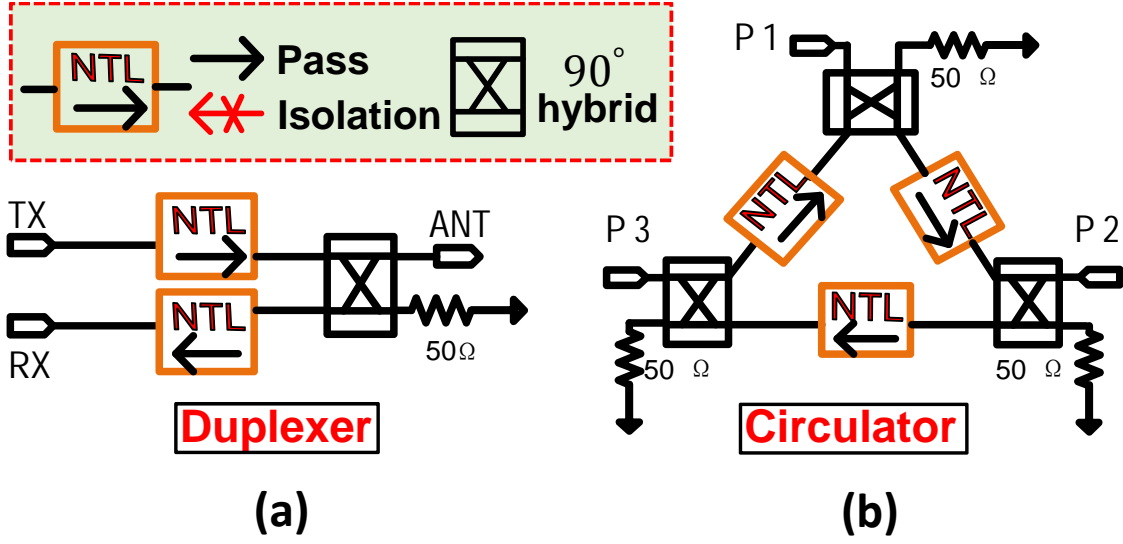 NTL
Pass
Isolation
90°
hybrid
P 1
50 Ω
TX
NTL
ANT
RX
NTL
50Ω
NTL
NTL
P 3
P 2
NTL
50 Ω
50 Ω
Duplexer
Circulator
(a)
(b)